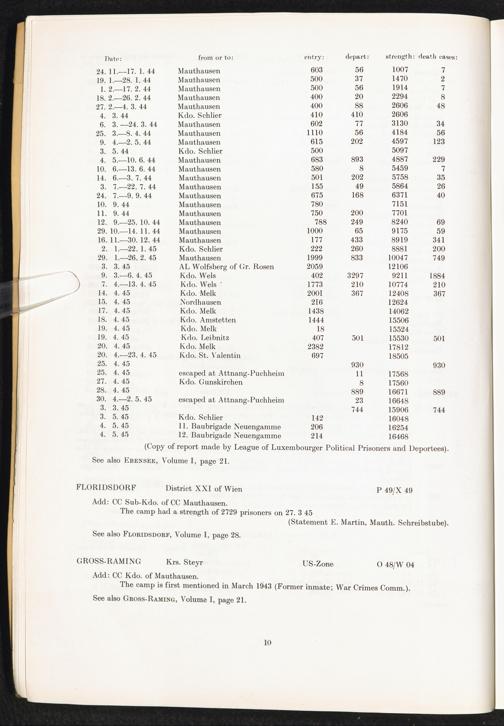 Date: from or to: entry: depart: strength: death cases:
24. 11.—17. 1. 44 Mauthausen 603 56 1007 7
19. 1.—28. 1. 44 Mauthausen 500 37 1470 2
1. 2.—17. 2. 44 Mauthausen 500 56 1914 7
18. 2.—26. 2. 44 Mauthausen 400 20 2294 8
27. 2.—4. 3. 44 Mauthausen 400 88 2606 48
4. 3. 44 Kdo. Schlier 410 410 2606
6. 3. —24. 3. 44 Mauthausen 602 77 3130 34
25. 3.—8. 4. 44 Mauthausen 1110 56 4184 56
9. 4.—2. 5. 44 Mauthausen 615 202 4597 123
3. 5. 44 Kdo. Schlier 500 5097
4. 5.—10. 6. 44 Mauthausen 683 893 4887 229
10. 6.—13. 6. 44 Mauthausen 580 8 5459 7
14. 6.—3. 7. 44 Mauthausen 501 202 5758 35
3. 7.—22. 7. 44 Mauthausen 155 49 5864 26
24. 7.—9. 9. 44 Mauthausen 675 168 6371 40
10. 9. 44 Mauthausen 780 7151
11. 9. 44 Mauthausen 750 200 7701
12. 9.—25. 10. 44 Mauthausen 788 249 8240 69
29. 10.—14. 11. 44 Mauthausen 1000 65 9175 59
16. 11.—30. 12. 44 Mauthausen 177 433 8919 341
2. 1.—22. 1. 45 Kdo. Schlier 222 260 8881 200
29. 1.—26. 2. 45 Mauthausen 1999 833 10047 749
3. 3. 45 AL Wolfsberg of Gr. Rosen 2059 12106
9. 3.—6. 4. 45 Kdo. Wels 402 3297 9211 1884
7. 4.—13. 4. 45 Kdo. Wels 1773 210 10774 210
14. 4. 45 Kdo. Melk 2001 367 12408 367
15. 4. 45 Nordhausen 216 12624
17. 4. 45 Kdo. Melk 1438 14062
18. 4. 45 Kdo. Amstetten 1444 15506
19. 4. 45 Kdo. Melk 18 15524
19. 4. 45 Kdo. Leibnitz 407 501 15530 501
20. 4. 45 Kdo. Melk 2382 17812
20. 4.—23. 4. 45 Kdo. St. Valentin 697 18505
25. 4. 45 930 930
25. 4. 45 escaped at Attnang-Puchheim 11 17568
27. 4. 45 Kdo. Gunskirchen 8 17560
28. 4. 45 889 16671 889
30. 4.—2. 5. 45 escaped at Attnang-Puchheim 23 16648
3. 3. 45 744 15906 744
3. 5. 45 Kdo. Schlier 142 16048
4. 5. 45 11. Baubrigade Neuengamme 206 16254
4. 5. 45 12. Baubrigade Neuengamme 214 16468
(Copy of report made by League of Luxembourger Political Prisoners and Deportees).
See also EBENSEE, Volume I, page 21.
FLORIDSDORF District XXI of Wien P 49/X 49
Add: CC Sub-Kdo. of CC Mauthausen.
The camp had a strength of 2729 prisoners on 27. 3 45
(Statement E. Martin, Mauth. Schreibstube).
See also FLORIDSDORF, Volume I, page 28.
GROSS-RAMING Krs. Steyr US-Zone O 48/W 04
Add: CC Kdo. of Mauthausen.
The camp is first mentioned in March 1943 (Former inmate; War Crimes Comm.).
See also GROSS-RAMING, Volume I, page 21.
10